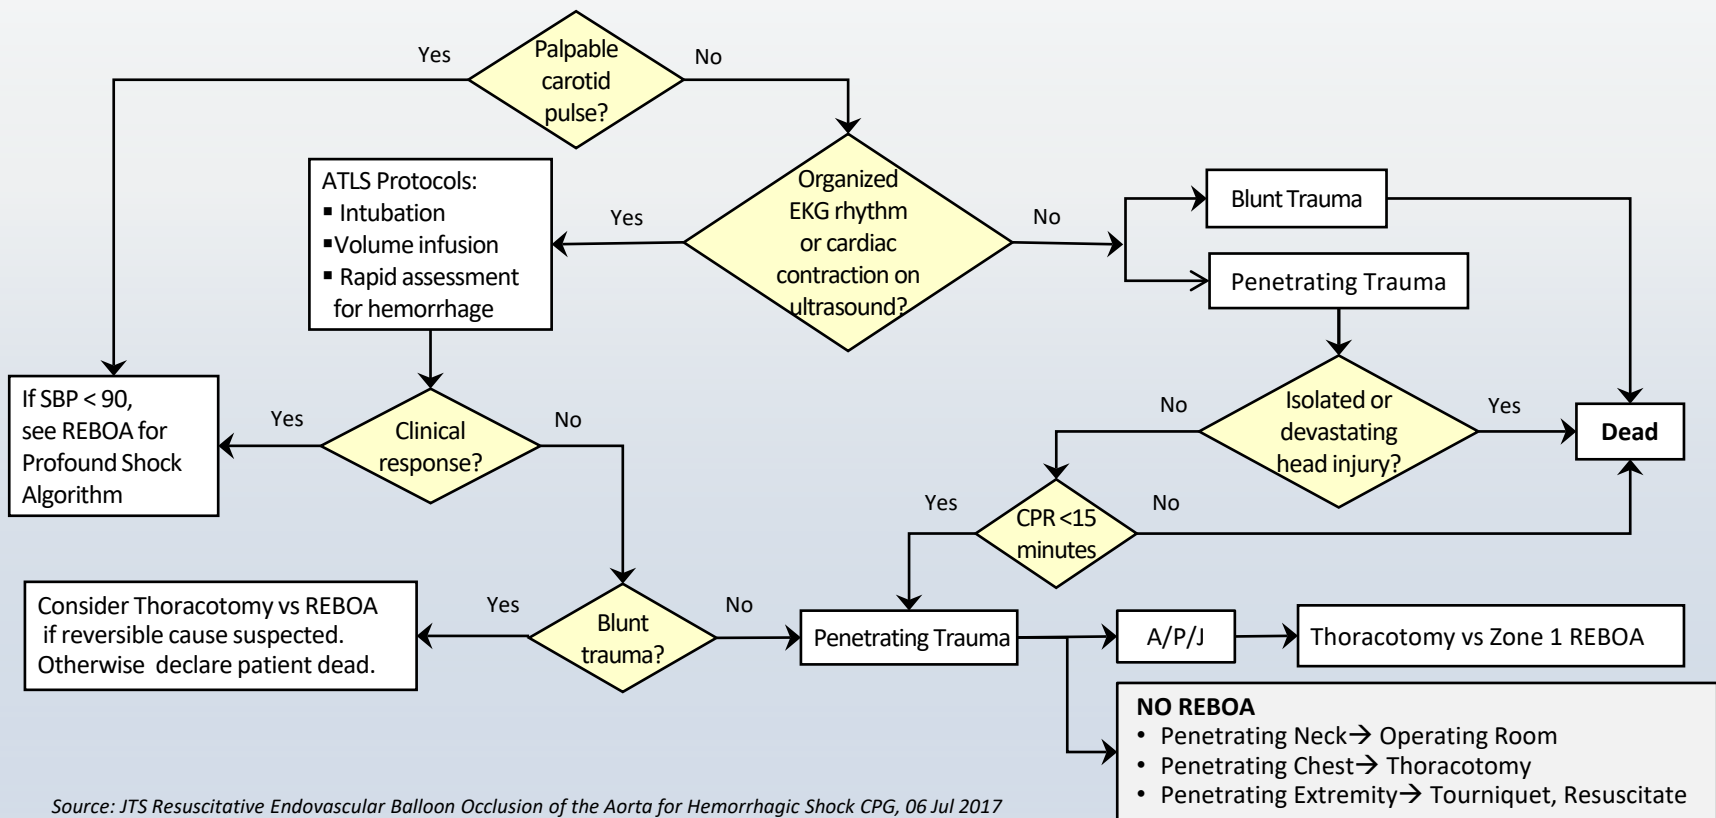 Palpable
carotid
pulse?
Yes
No
ATLS Protocols:
▪ Intubation
▪Volume infusion
▪ Rapid assessment
for hemorrhage
Yes
Organized
EKG rhythm
or cardiac
contraction on
ultrasound?
No
Blunt Trauma
Penetrating Trauma
If SBP < 90,
see REBOA for
Profound Shock
Algorithm
Yes
Clinical
response?
No
No
Isolated or
devastating
head injury?
Yes
Dead
Yes
CPR <15
minutes
No
Consider Thoracotomy vs REBOA
if reversible cause suspected.
Otherwise declare patient dead.
Yes
Blunt
trauma?
No
Penetrating Trauma
A/P/J
Thoracotomy vs Zone 1 REBOA
NO REBOA
• Penetrating Neck→ Operating Room
• Penetrating Chest→ Thoracotomy
• Penetrating Extremity→ Tourniquet, Resuscitate
Source: JTS Resuscitative Endovascular Balloon Occlusion of the Aorta for Hemorrhagic Shock CPG, 06 Jul 2017